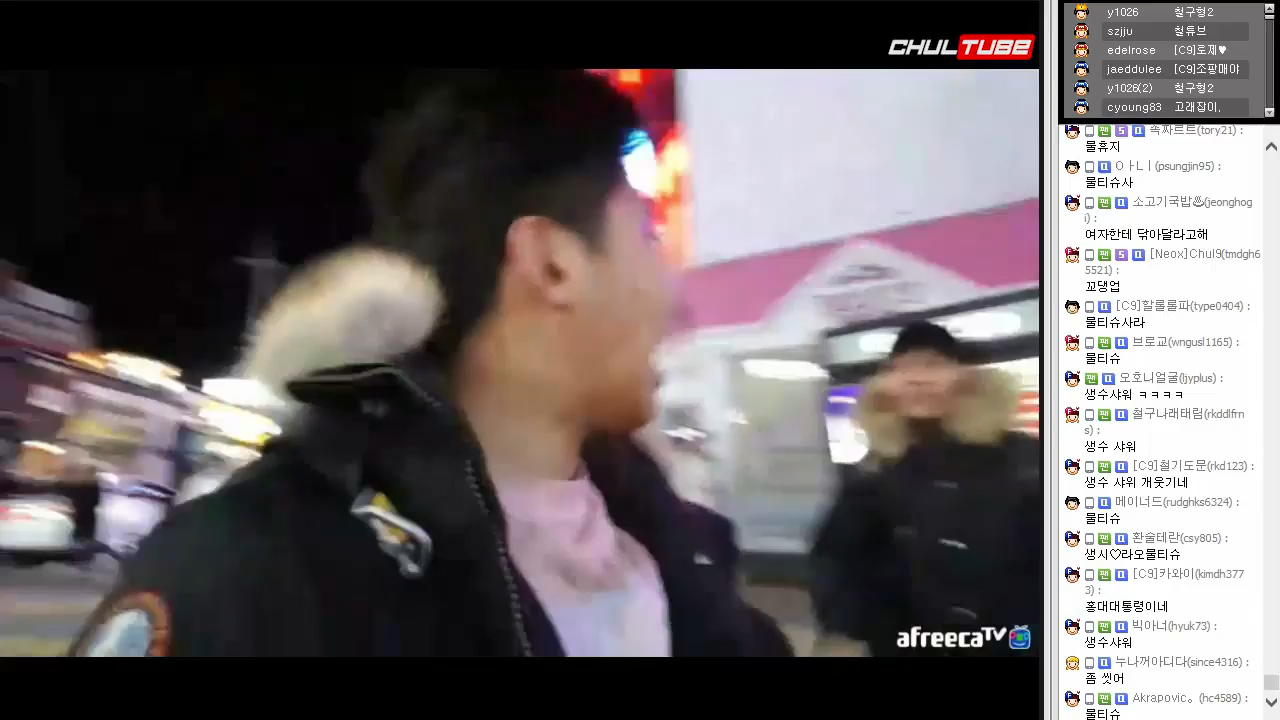 CHULTUBE
afreecaTV
y1026 철구형2
szjju 철튜브
edelrose [C9]토제♥
jaeddulee [C9]조팡매야
y1026(2) 철구형2
cyoung83 고래잡이,
속짜르트(tory21) :
물휴지
ㅇㅏㄴㅣ(psungjin95) :
물티슈사
소고기국밥♨(jeonghog
i) :
여자한테 닦아달라고해
[Neox]Chul9(tmdgh6
5521) :
꼬댕업
[C9]할롤롤파(type0404) :
물티슈사라
브로교(wngusl1165) :
물티슈
오호니얼굴(ljyplus) :
생수샤워 ㅋㅋㅋㅋ
철구나래태림(rkddlfrn
s) :
생수 샤워
[C9]철기도문(rkd123) :
생수 샤워 개웃기네
메이너드(rudghks6324) :
물티슈
환술테란(csy805) :
생시♡라오물티슈
[C9]카와이(kimdh377
3) :
홍대대통령이네
빅아너(hyuk73) :
생수샤워
누나꺼아디다(since4316) :
좀 씻어
Akrapovic。(hc4589) :
물티슈